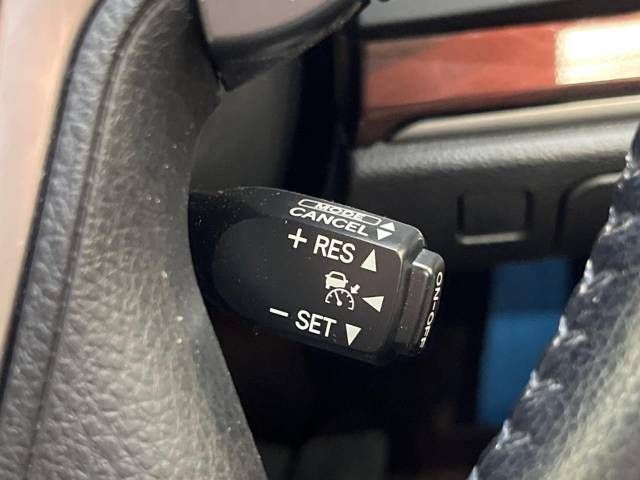 MODE
CANCEL
+ RES
- SET
ON-OFF